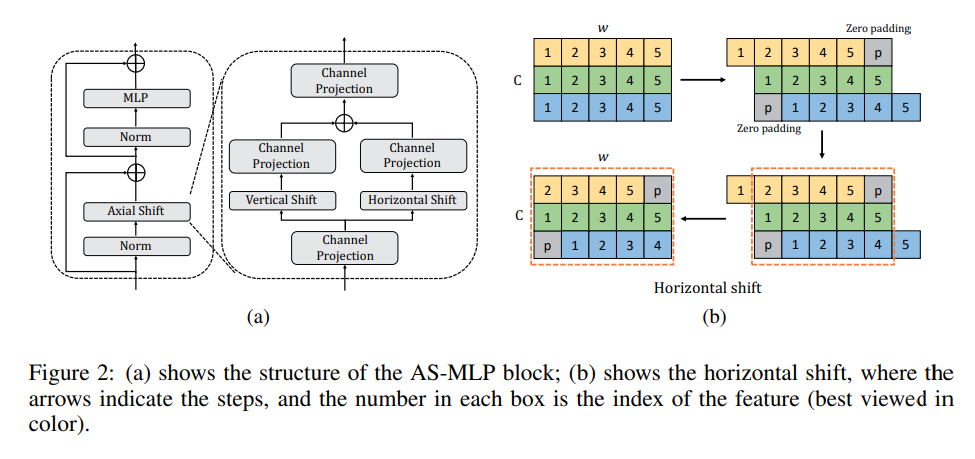 MLP
Norm
Axial Shift
Norm
Channel
Projection
Channel
Projection
Channel
Projection
Vertical Shift
Horizontal Shift
Channel
Projection
(a)
w
C
1 2 3 4 5
1 2 3 4 5
1 2 3 4 5
Zero padding
1 2 3 4 5 p
1 2 3 4 5
p 1 2 3 4 5
Zero padding
w
C
2 3 4 5 p
1 2 3 4 5
p 1 2 3 4
1 2 3 4 5 p
1 2 3 4 5
p 1 2 3 4 5
Horizontal shift
(b)
Figure 2: (a) shows the structure of the AS-MLP block; (b) shows the horizontal shift, where the
arrows indicate the steps, and the number in each box is the index of the feature (best viewed in
color).